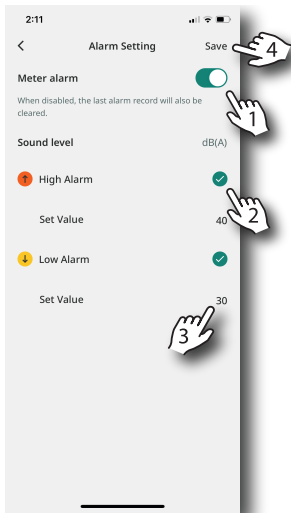 2:11
Alarm Setting Save
4
Meter alarm
When disabled, the last alarm record will also be
cleared.
1
Sound level dB(A)
High Alarm
2
Set Value 40
Low Alarm
Set Value 30
3